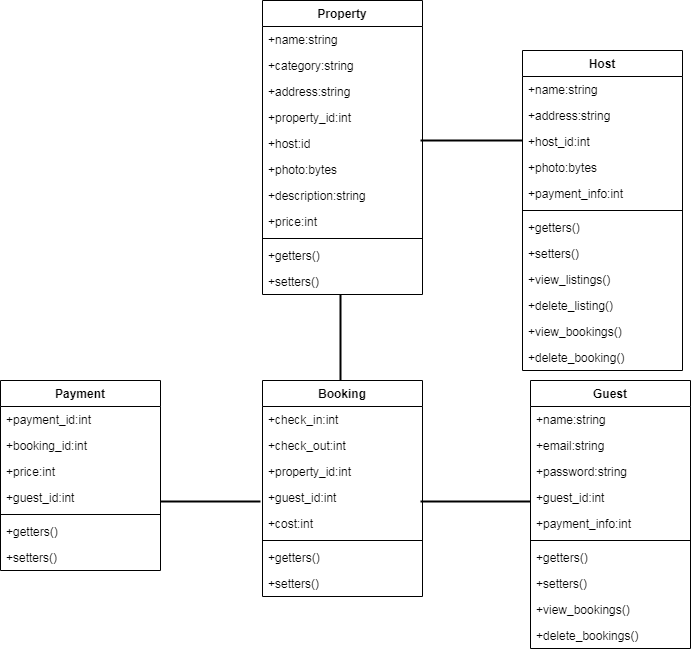 Property
+name:string
+category:string
+address:string
+property_id:int
+host:id
+photo:bytes
+description:string
+price:int
+getters()
+setters()
Host
+name:string
+address:string
+host_id:int
+photo:bytes
+payment_info:int
+getters()
+setters()
+view_listings()
+delete_listing()
+view_bookings()
+delete_booking()
Payment
+payment_id:int
+booking_id:int
+price:int
+guest_id:int
+getters()
+setters()
Booking
+check_in:int
+check_out:int
+property_id:int
+guest_id:int
+cost:int
+getters()
+setters()
Guest
+name:string
+email:string
+password:string
+guest_id:int
+payment_info:int
+getters()
+setters()
+view_bookings()
+delete_bookings()